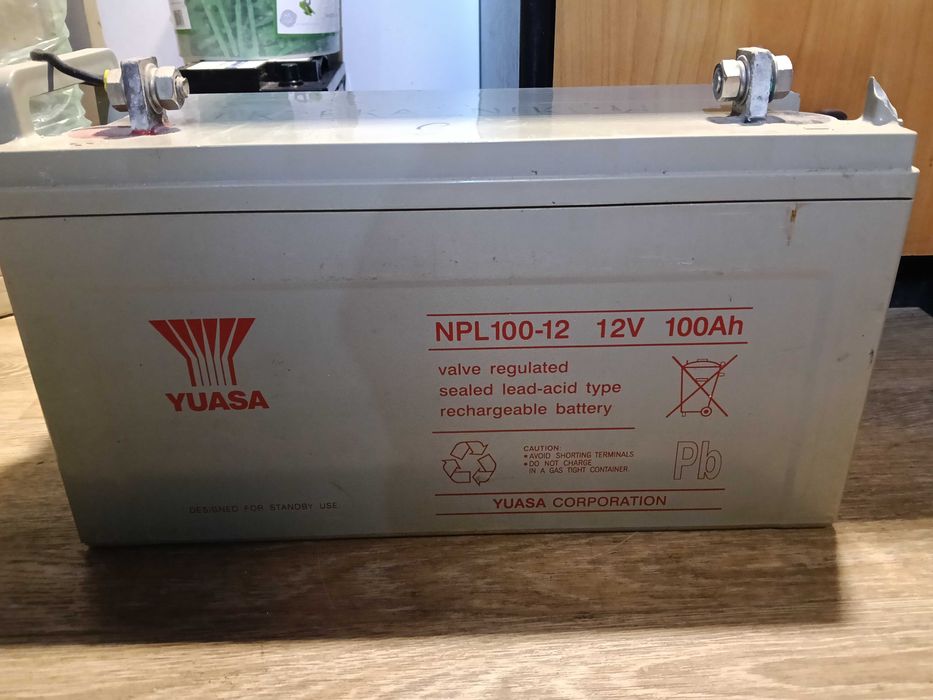 YUASA
NPL100-12 12V 100Ah
valve regulated
sealed lead-acid type
rechargeable battery
CAUTION:
• AVOID SHORTING TERMINALS
• DO NOT CHARGE
IN A GAS TIGHT CONTAINER.
Pb
YUASA CORPORATION
DESIGNED FOR STANDBY USE